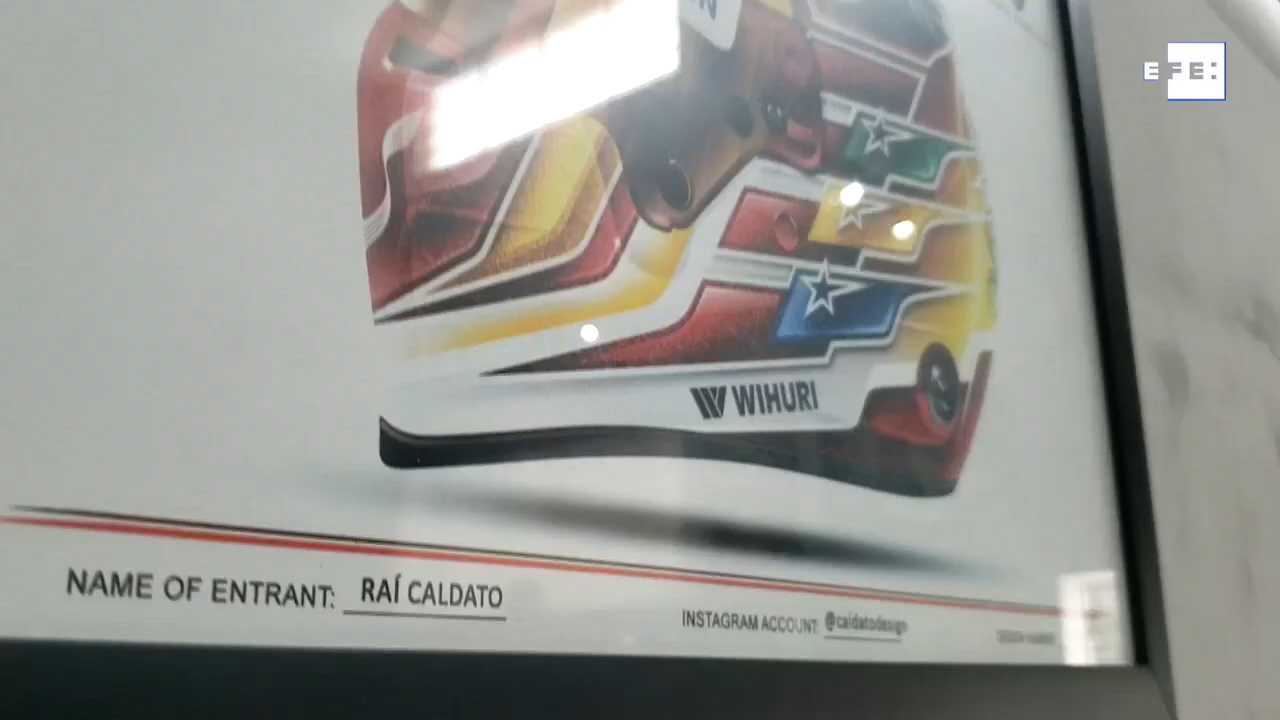 EFE:
N
WIHURI
NAME OF ENTRANT: RAÍ CALDATO
INSTAGRAM ACCOUNT: @caldatodesign